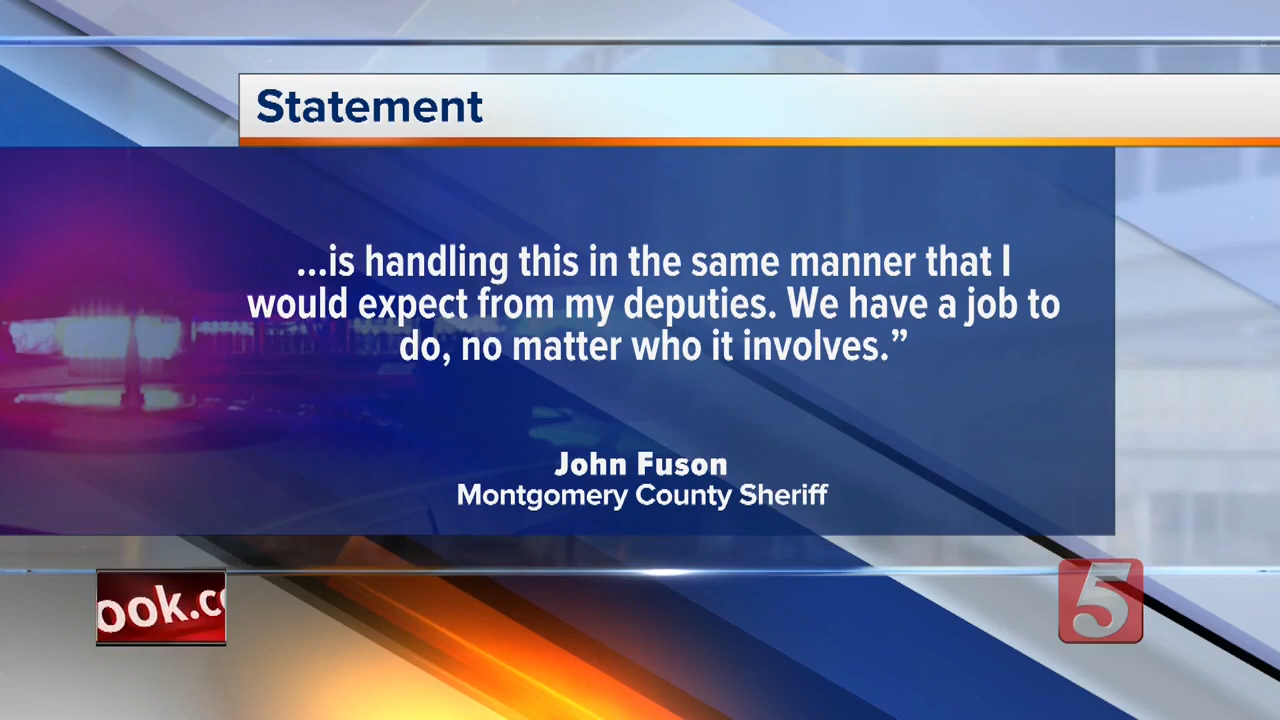 Statement
...is handling this in the same manner that I
would expect from my deputies. We have a job to
do, no matter who it involves.”
John Fuson
Montgomery County Sheriff
ook.c
5